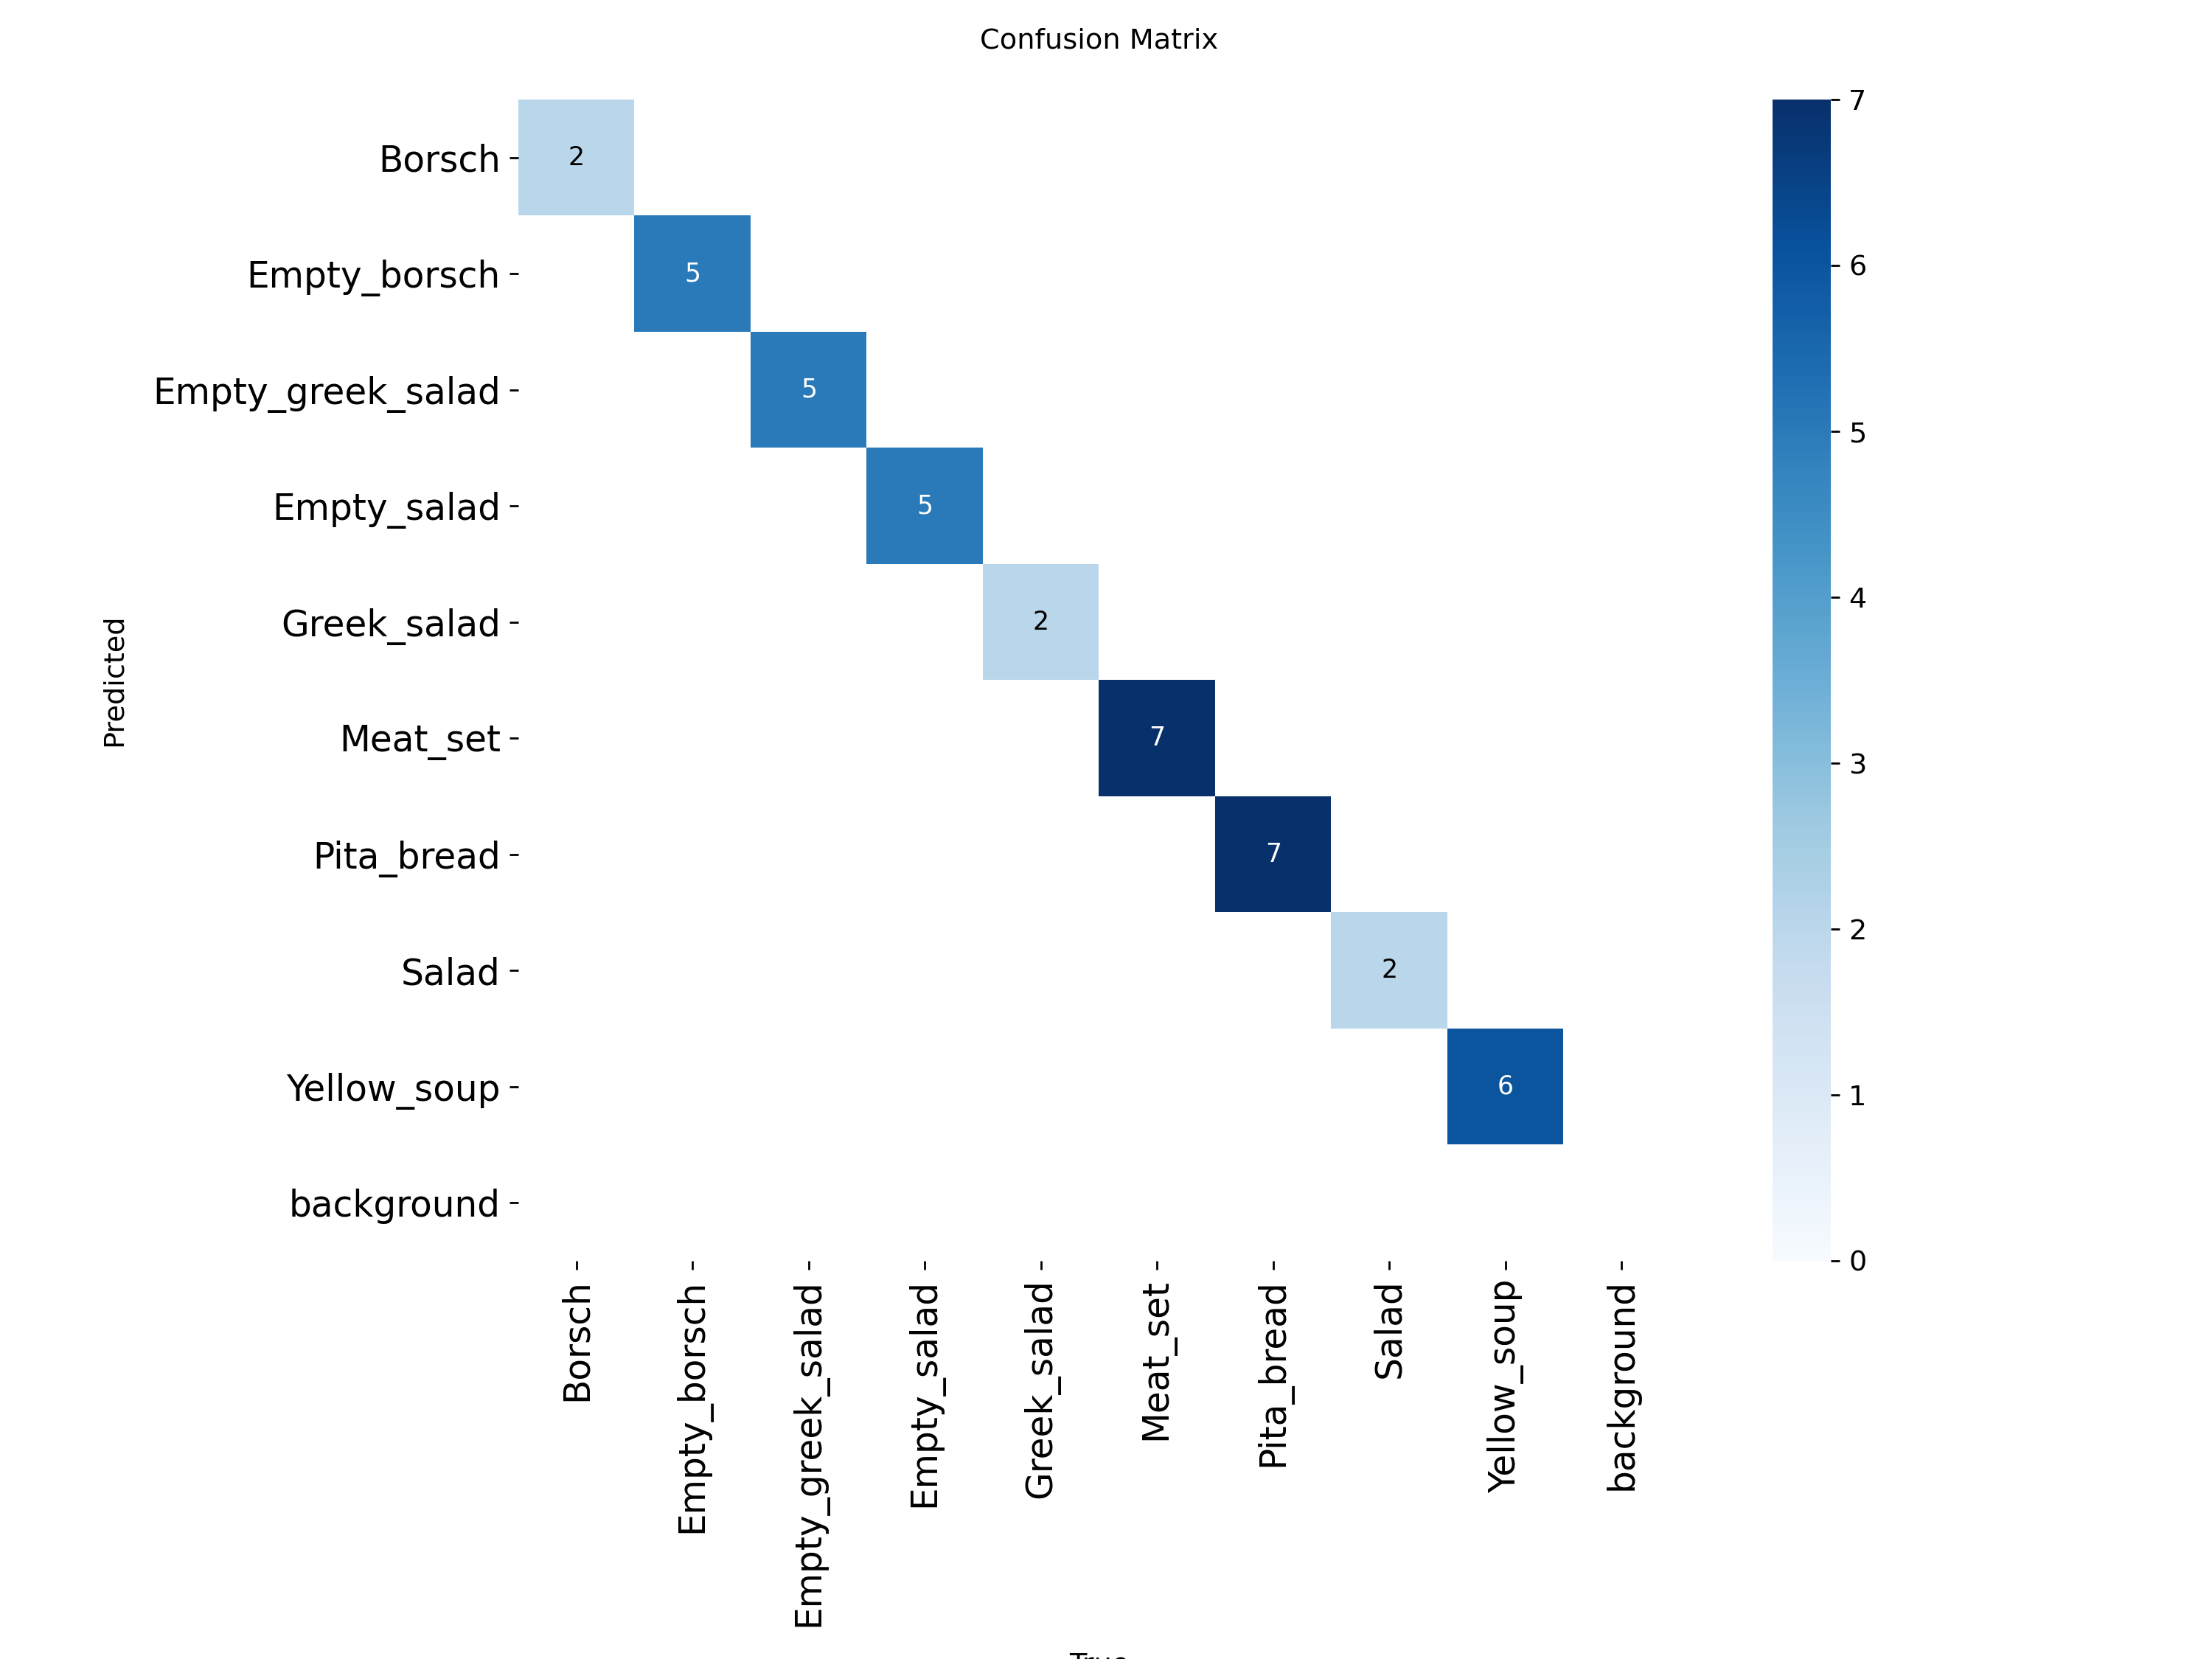 Confusion Matrix
Predicted
Borsch
Empty_borsch
Empty_greek_salad
Empty_salad
Greek_salad
Meat_set
Pita_bread
Salad
Yellow_soup
background
2
5
5
5
2
7
7
2
6
7
6
5
4
3
2
1
0
Borsch
Empty_borsch
Empty_greek_salad
Empty_salad
Greek_salad
Meat_set
Pita_bread
Salad
Yellow_soup
background
True